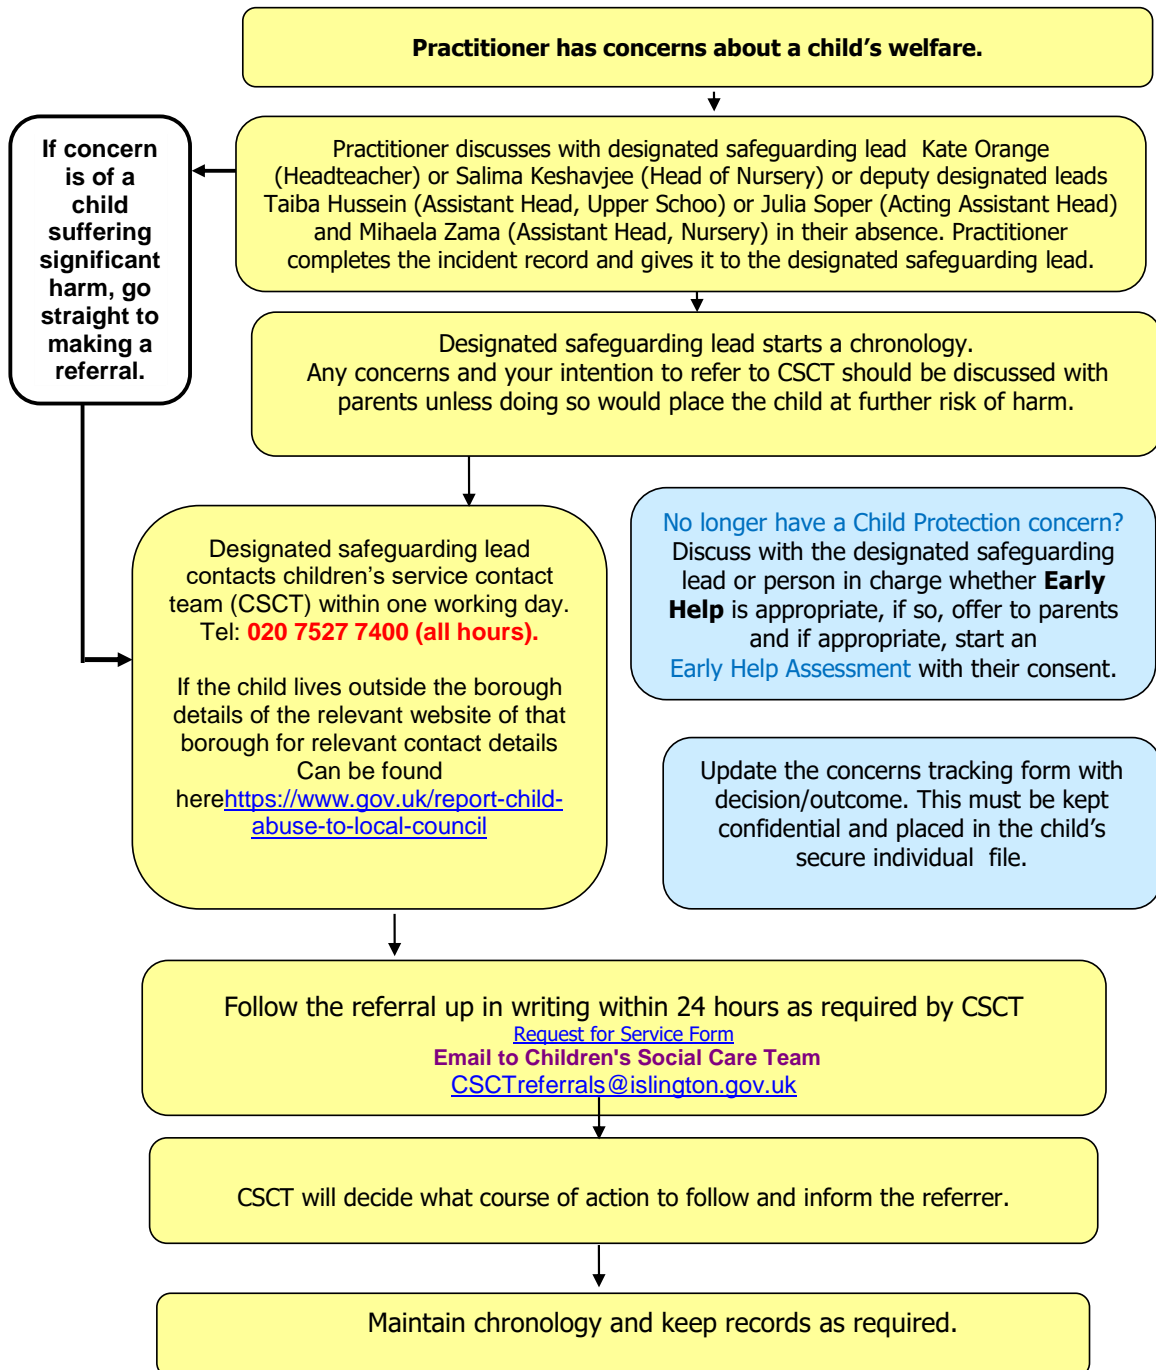 Practitioner has concerns about a child’s welfare.
If concern
is of a
child
suffering
significant
harm, go
straight to
making a
referral.
Practitioner discusses with designated safeguarding lead Kate Orange
(Headteacher) or Salima Keshavjee (Head of Nursery) or deputy designated leads
Taiba Hussein (Assistant Head, Upper Schoo) or Julia Soper (Acting Assistant Head)
and Mihaela Zama (Assistant Head, Nursery) in their absence. Practitioner
completes the incident record and gives it to the designated safeguarding lead.
Designated safeguarding lead starts a chronology.
Any concerns and your intention to refer to CSCT should be discussed with
parents unless doing so would place the child at further risk of harm.
Designated safeguarding lead
contacts children’s service contact
team (CSCT) within one working day.
Tel: 020 7527 7400 (all hours).
If the child lives outside the borough
details of the relevant website of that
borough for relevant contact details
Can be found
herehttps://www.gov.uk/report-child-
abuse-to-local-council
No longer have a Child Protection concern?
Discuss with the designated safeguarding
lead or person in charge whether Early
Help is appropriate, if so, offer to parents
and if appropriate, start an
Early Help Assessment with their consent.
Update the concerns tracking form with
decision/outcome. This must be kept
confidential and placed in the child’s
secure individual file.
Follow the referral up in writing within 24 hours as required by CSCT
Request for Service Form
Email to Children's Social Care Team
CSCTreferrals@islington.gov.uk
CSCT will decide what course of action to follow and inform the referrer.
Maintain chronology and keep records as required.